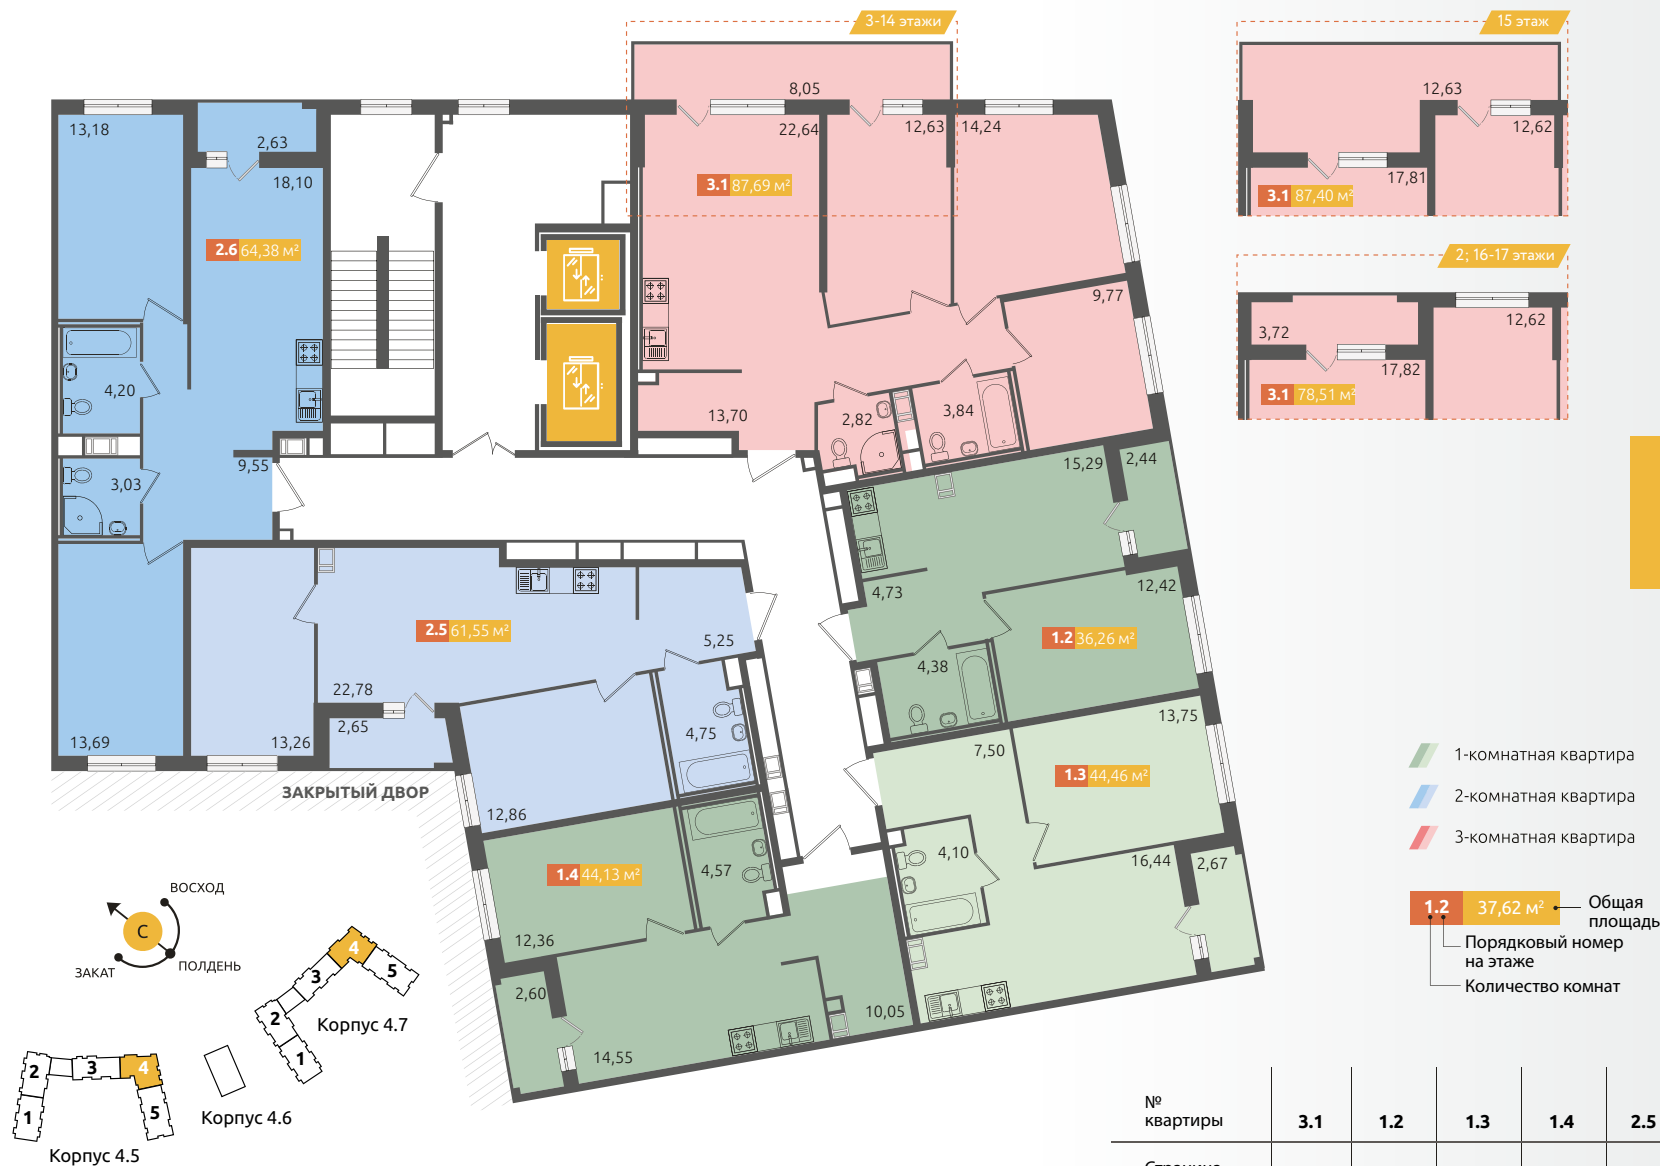 3-14 этажи
15 этаж
8,05
12,63
13,18
2,63
22,64
12,63
14,24
12,62
18,10
3.1 87,69 м²
17,81
3.1 87,40 м²
2.6 64,38 м²
2; 16-17 этажи
9,77
12,62
3,72
17,82
4,20
3.1 78,51 м²
13,70
2,82
3,84
9,55
15,29
2,44
3,03
12,42
4,73
2.5 61,55 м²
5,25
1.2 36,26 м²
4,38
22,78
2,65
13,75
13,69
13,26
4,75
7,50
1-комнатная квартира
ЗАКРЫТЫЙ ДВОР
1.3 44,46 м²
2-комнатная квартира
12,86
3-комнатная квартира
4,10
16,44
2,67
4,57
1.4 44,13 м²
ВОСХОД
1.2 37,62 м²
Общая
площадь
С
12,36
Порядковый номер
на этаже
ЗАКАТ
ПОЛДЕНЬ
4
3
5
Количество комнат
2,60
10,05
2
Корпус 4.7
1
14,55
2
3
4
1
5
Корпус 4.6
Корпус 4.5
№
квартиры
3.1
1.2
1.3
1.4
2.5